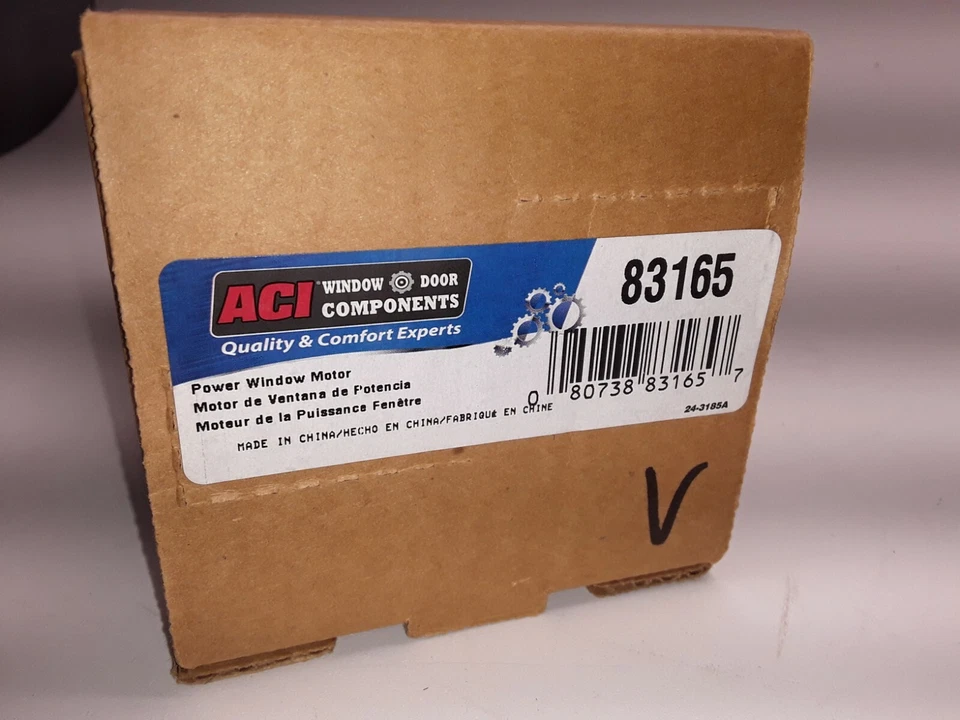 ACI WINDOW DOOR
COMPONENTS
Quality & Comfort Experts
83165
Power Window Motor
Motor de Ventana de Potencia
Moteur de la Puissance Fenêtre
MADE IN CHINA/HECHO EN CHINA/FABRIQUÉ EN CHINE
0 80738 83165 7
24-3185A
V